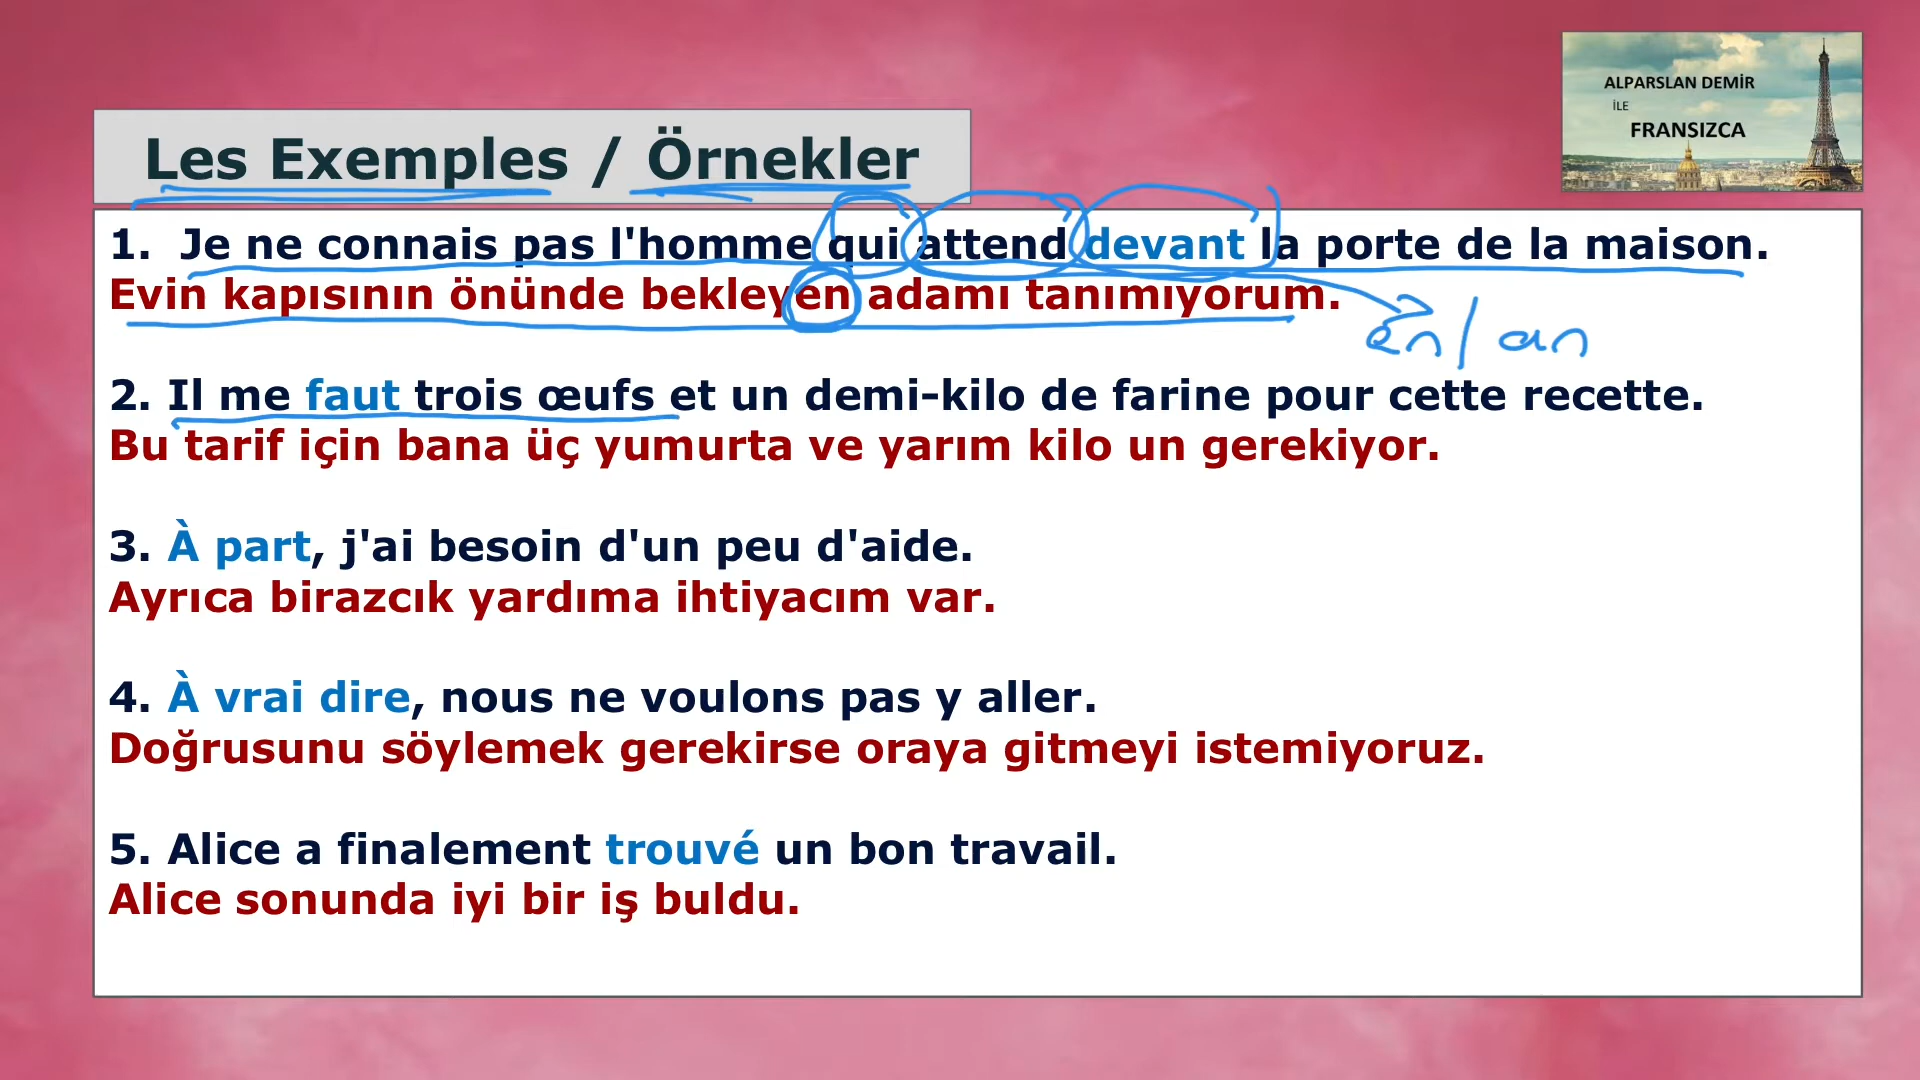 ALPARSLAN DEMİR
İLE
FRANSIZCA
Les Exemples / Örnekler
1. Je ne connais pas l'homme qui attend devant la porte de la maison.
Evin kapısının önünde bekleyen adamı tanımıyorum.
en/an
2. Il me faut trois œufs et un demi-kilo de farine pour cette recette.
Bu tarif için bana üç yumurta ve yarım kilo un gerekiyor.
3. À part, j'ai besoin d'un peu d'aide.
Ayrıca birazcık yardıma ihtiyacım var.
4. À vrai dire, nous ne voulons pas y aller.
Doğrusunu söylemek gerekirse oraya gitmeyi istemiyoruz.
5. Alice a finalement trouvé un bon travail.
Alice sonunda iyi bir iş buldu.